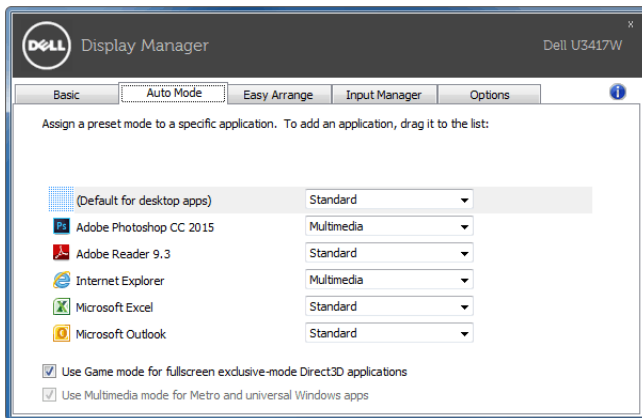 x
DELL Display Manager Dell U3417W
Basic Auto Mode Easy Arrange Input Manager Options i
Assign a preset mode to a specific application. To add an application, drag it to the list:
(Default for desktop apps) Standard
Ps Adobe Photoshop CC 2015 Multimedia
Adobe Reader 9.3 Standard
Internet Explorer Multimedia
Microsoft Excel Standard
Microsoft Outlook Standard
Use Game mode for fullscreen exclusive-mode Direct3D applications
Use Multimedia mode for Metro and universal Windows apps